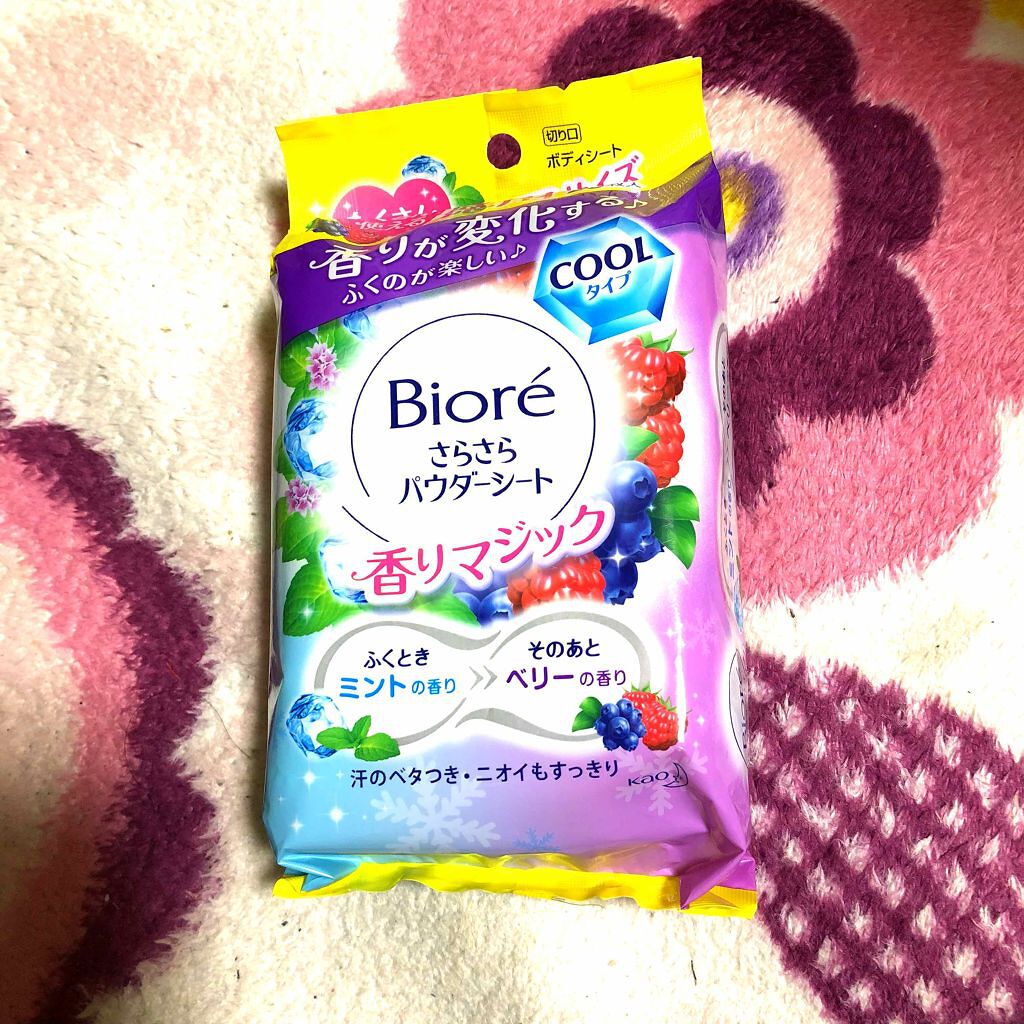 切り口
ボディシート
香りが変化する♪
ふくのが楽しい♪
COOL
タイプ
Bioré
さらさら
パウダーシート
香りマジック
ふくとき
ミントの香り
そのあと
ベリーの香り
汗のベタつき・ニオイもすっきり
Kao